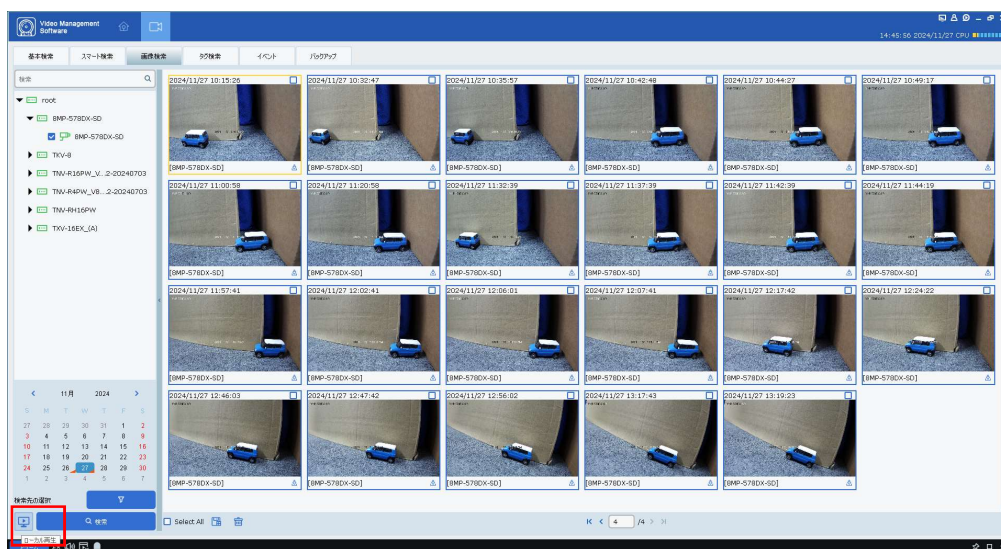 Video Management
Software
14:45:56 2024/11/27 CPU
基本検索
スマート検索
画像検索
タグ検索
イベント
バックアップ
検索
root
8MP-578DX-SD
8MP-578DX-SD
TKV-8
TNV-R16PW_V...2-20240703
TNV-R4PW_V8...2-20240703
TNV-RH16PW
TXV-16EX_(A)
11月 2024
S M T W T F S
27 28 29 30 31 1 2
3 4 5 6 7 8 9
10 11 12 13 14 15 16
17 18 19 20 21 22 23
24 25 26 27 28 29 30
1 2 3 4 5 6 7
検索先の選択
検索
ローカル再生
2024/11/27 10:15:26
[8MP-578DX-SD]
2024/11/27 10:32:47
[8MP-578DX-SD]
2024/11/27 10:35:57
[8MP-578DX-SD]
2024/11/27 10:42:48
[8MP-578DX-SD]
2024/11/27 10:44:27
[8MP-578DX-SD]
2024/11/27 10:49:17
[8MP-578DX-SD]
2024/11/27 11:00:58
[8MP-578DX-SD]
2024/11/27 11:20:58
[8MP-578DX-SD]
2024/11/27 11:32:39
[8MP-578DX-SD]
2024/11/27 11:37:39
[8MP-578DX-SD]
2024/11/27 11:42:39
[8MP-578DX-SD]
2024/11/27 11:44:19
[8MP-578DX-SD]
2024/11/27 11:57:41
[8MP-578DX-SD]
2024/11/27 12:02:41
[8MP-578DX-SD]
2024/11/27 12:06:01
[8MP-578DX-SD]
2024/11/27 12:07:41
[8MP-578DX-SD]
2024/11/27 12:17:42
[8MP-578DX-SD]
2024/11/27 12:24:22
[8MP-578DX-SD]
2024/11/27 12:46:03
[8MP-578DX-SD]
2024/11/27 12:47:42
[8MP-578DX-SD]
2024/11/27 12:56:02
[8MP-578DX-SD]
2024/11/27 13:17:43
[8MP-578DX-SD]
2024/11/27 13:19:23
[8MP-578DX-SD]
Select All
4 /4